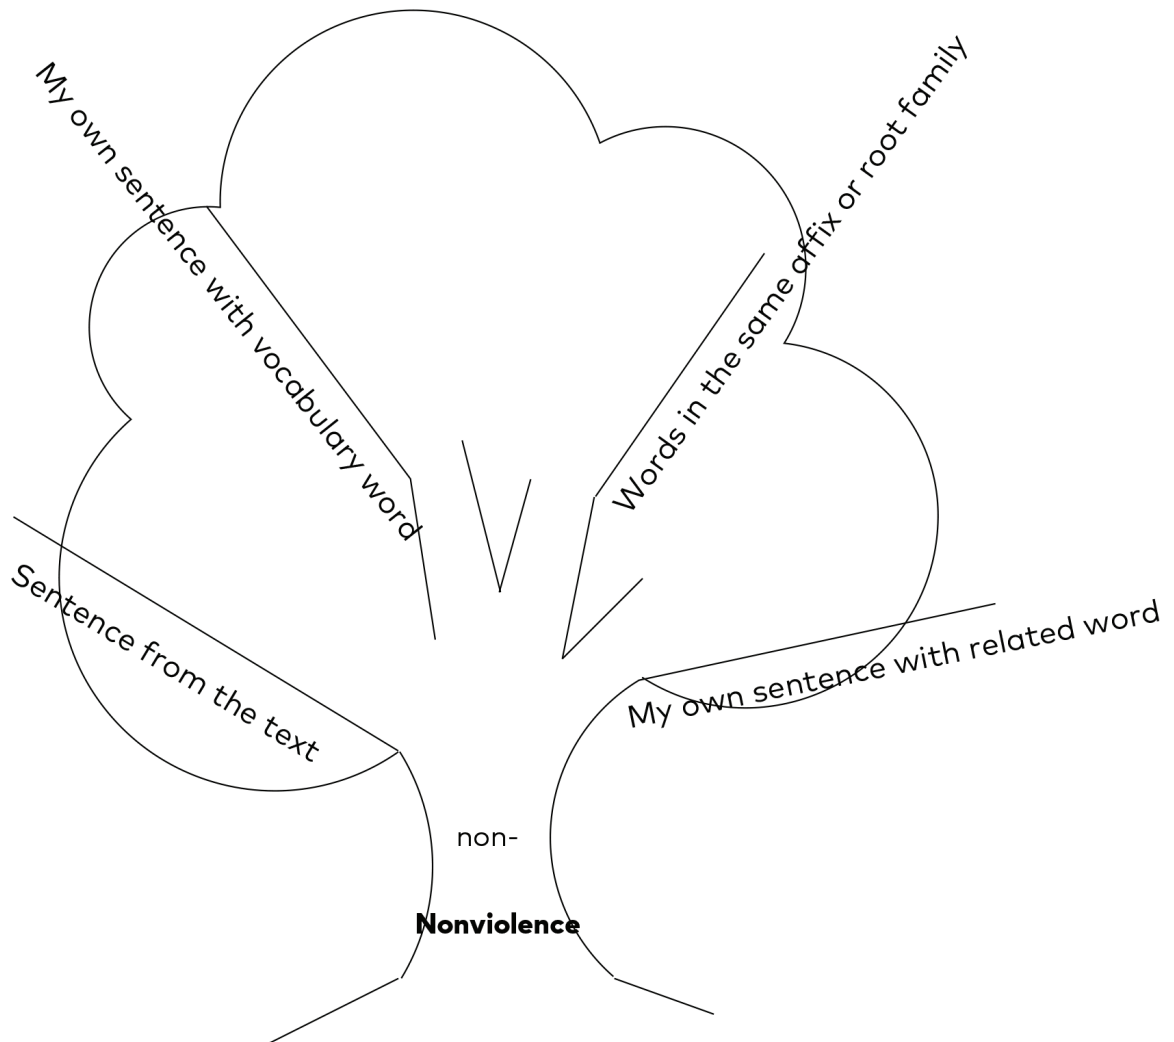 My own sentence with vocabulary word
Words in the same affix or root family
Sentence from the text
My own sentence with related word
non-
Nonviolence